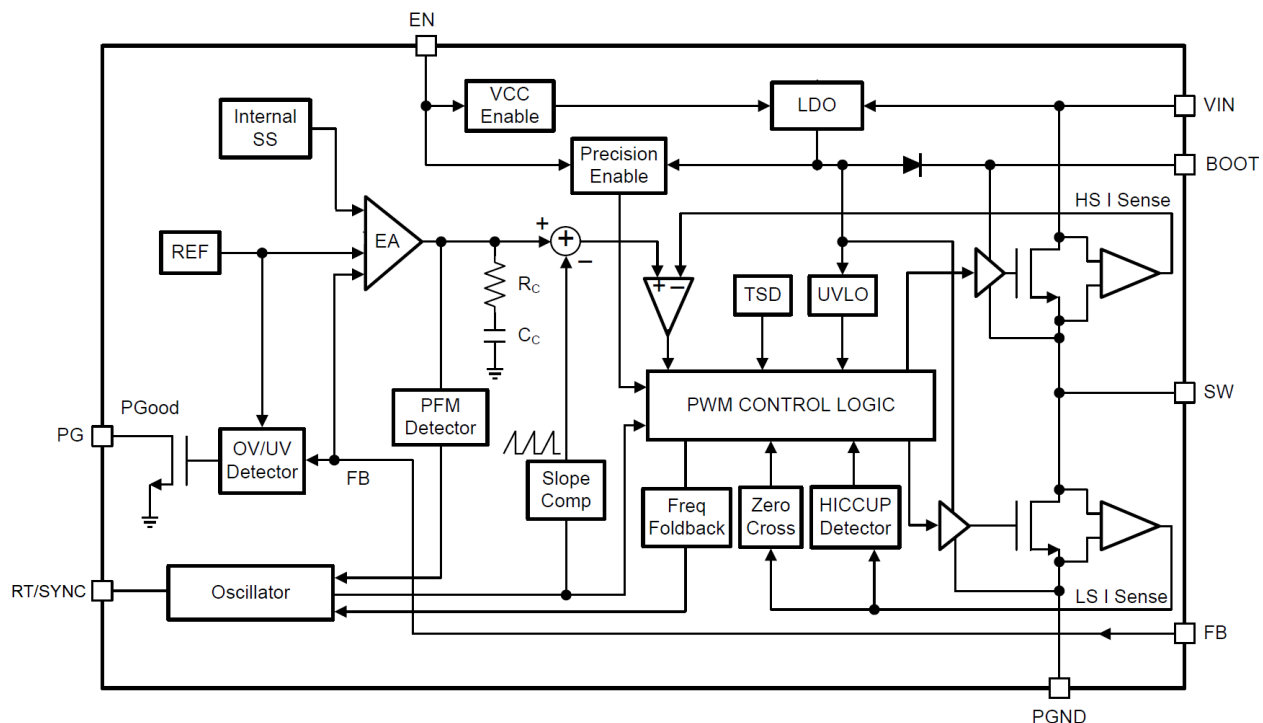 EN
VCC
Enable
LDO
VIN
Internal
SS
Precision
Enable
BOOT
HS I Sense
REF
EA
+
+
−
+ −
R_C
C_C
TSD
UVLO
PGood
PG
OV/UV
Detector
FB
PFM
Detector
PWM CONTROL LOGIC
SW
Slope
Comp
Freq
Foldback
Zero
Cross
HICCUP
Detector
RT/SYNC
Oscillator
LS I Sense
FB
PGND